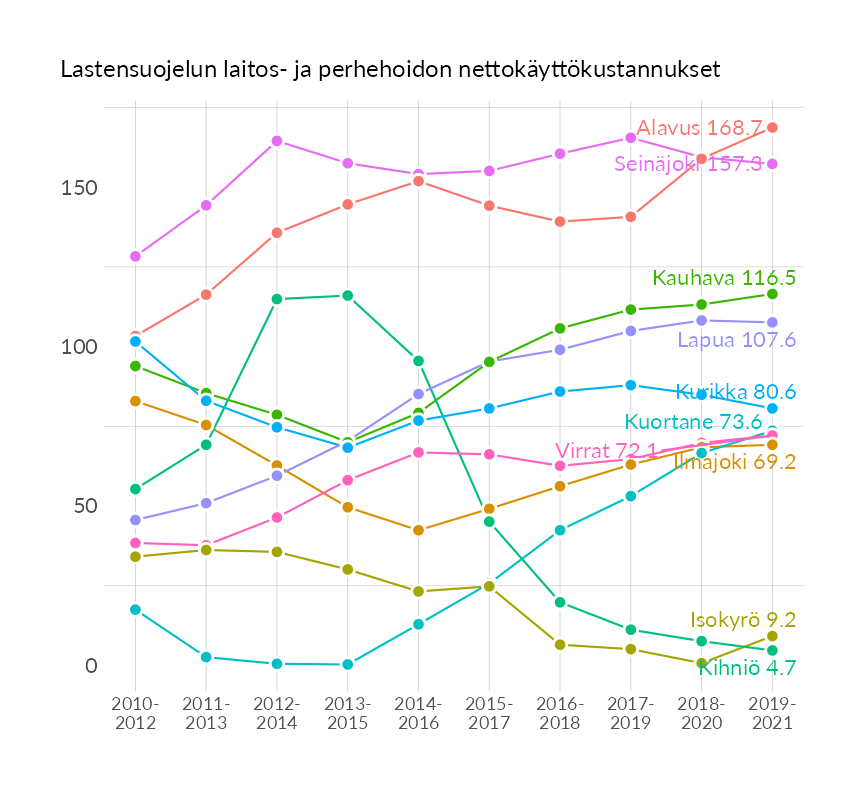 Lastensuojelun laitos- ja perhehoidon nettokäyttökustannukset
Alavus 168.7
Seinäjoki 157.3
150
Kauhava 116.5
Lapua 107.6
100
Kurikka 80.6
Kuortane 73.6
Virrat 72.1
Ilmajoki 69.2
50
Isokyrö 9.2
0
Kihniö 4.7
2010-
2012
2011-
2013
2012-
2014
2013-
2015
2014-
2016
2015-
2017
2016-
2018
2017-
2019
2018-
2020
2019-
2021